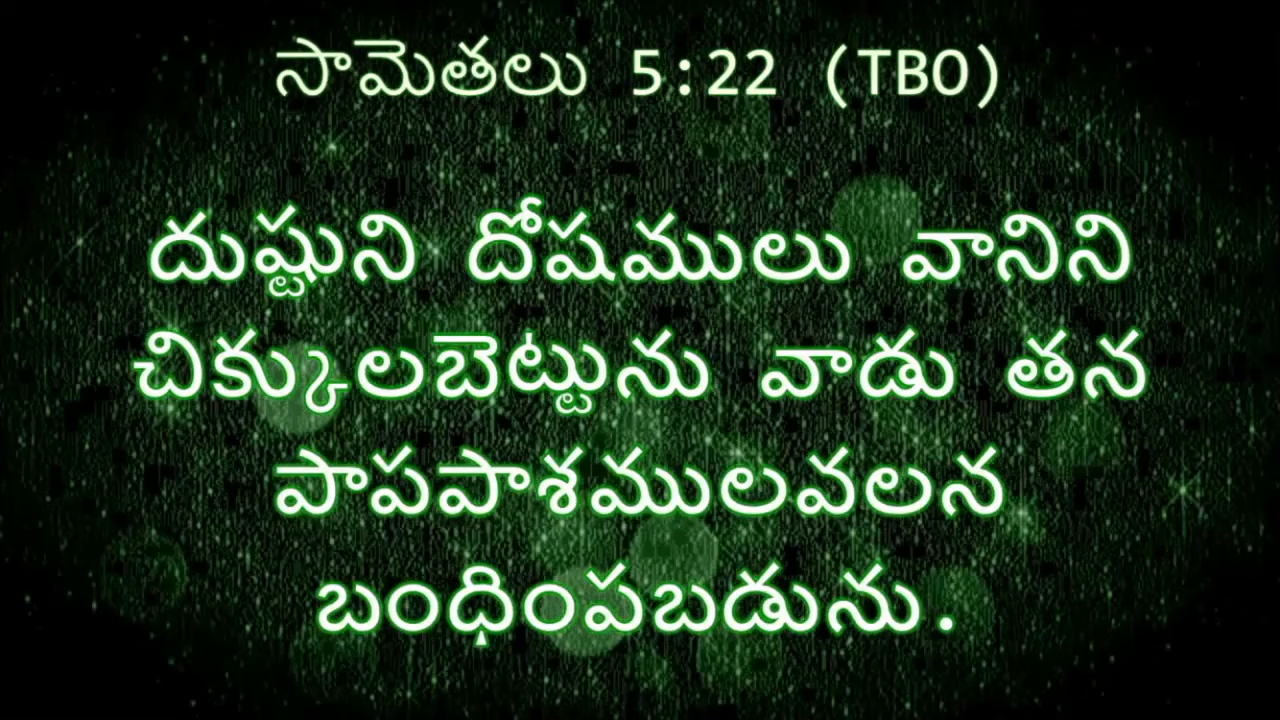 సామెతలు 5:22 (TBO)
దుష్టుని దోషములు వానిని
చిక్కులబెట్టును వాడు తన
పాపపాశములవలన
బంధింపబడును.